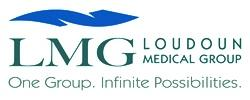 LMG LOUDOUN
MEDICAL GROUP
One Group. Infinite Possibilities.